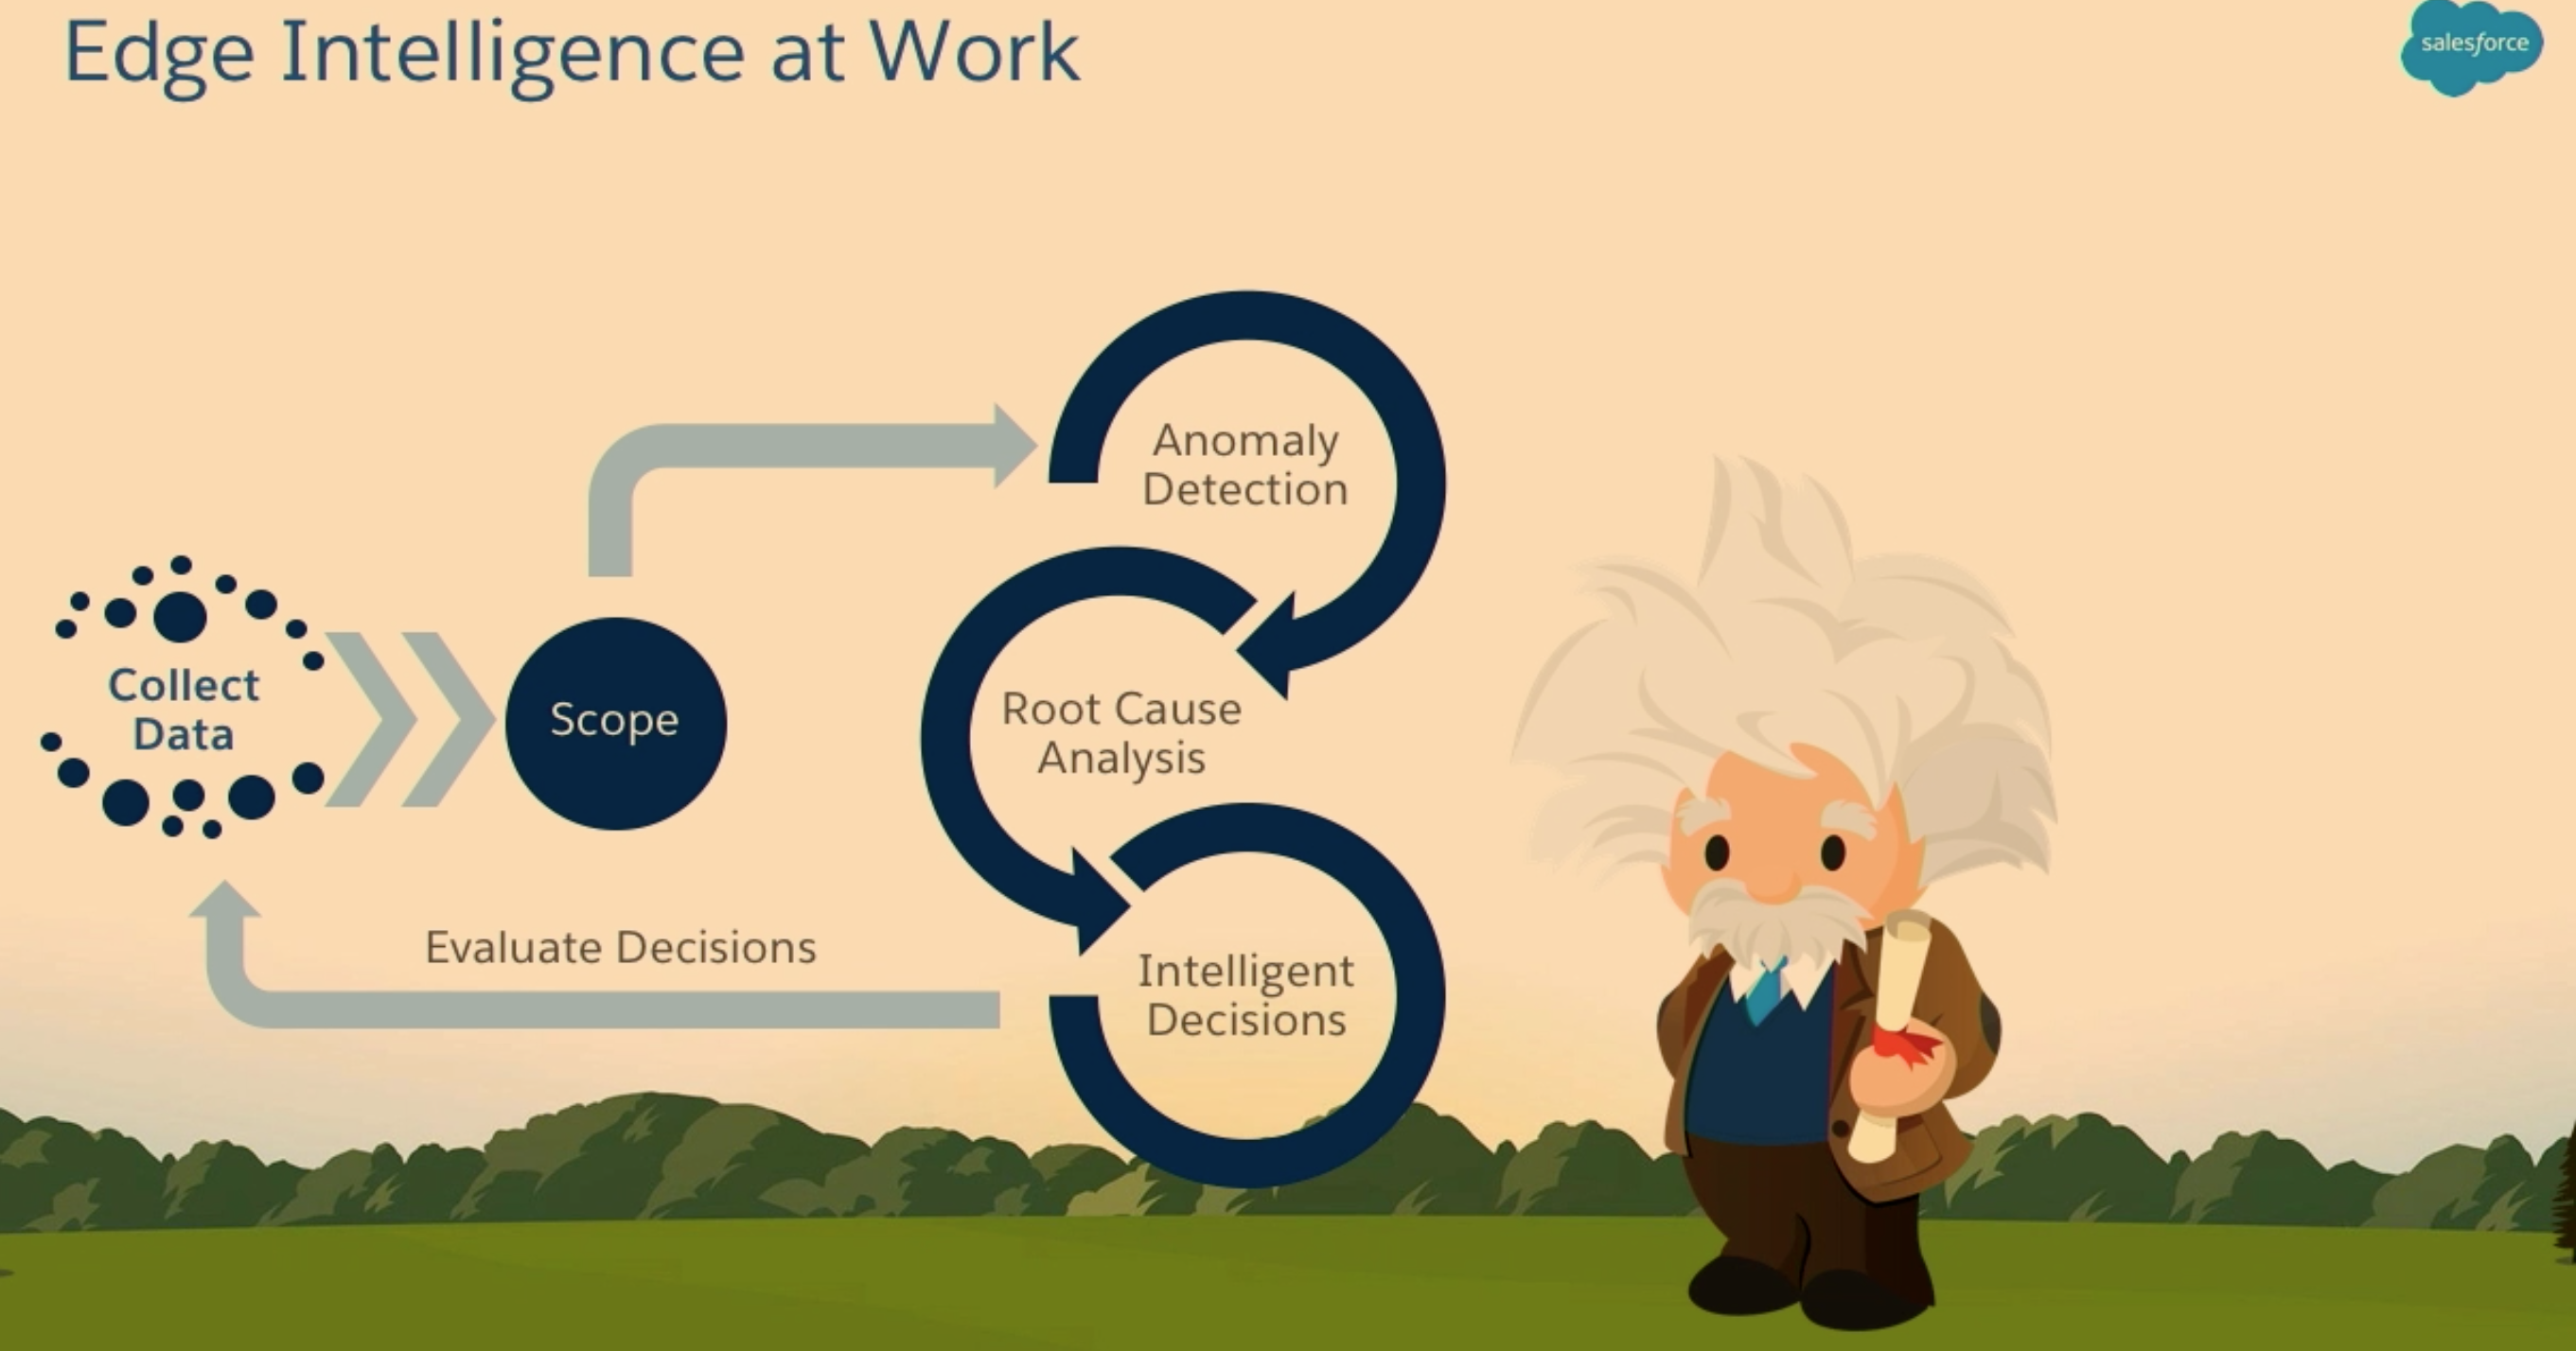 Edge Intelligence at Work
salesforce
Anomaly
Detection
Collect
Data
Scope
Root Cause
Analysis
Evaluate Decisions
Intelligent
Decisions